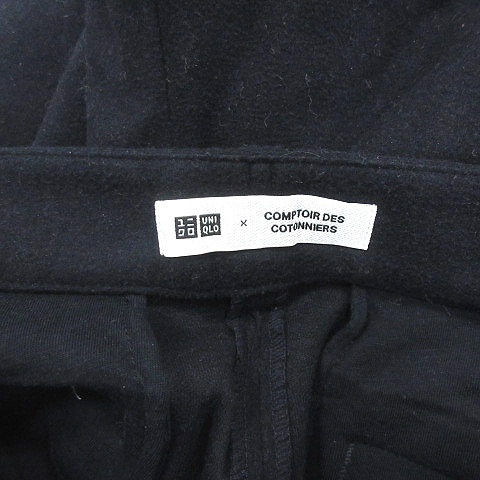 ユニ UNI
クロ QLO
×
COMPTOIR DES
COTONNIERS